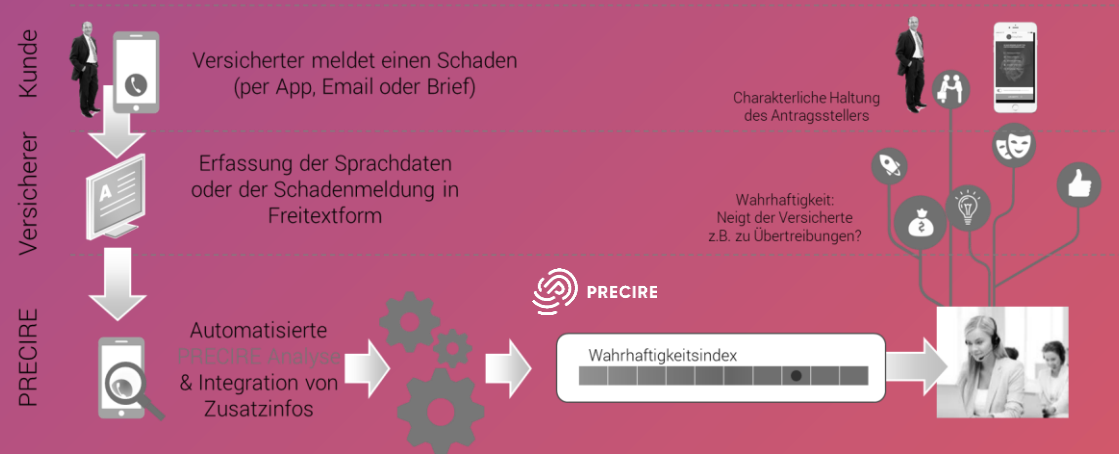 Kunde
Versicherter meldet einen Schaden
(per App, Email oder Brief)
Charakterliche Haltung
des Antragsstellers
Versicherer
A
Erfassung der Sprachdaten
oder der Schadenmeldung in
Freitextform
Wahrhaftigkeit:
Neigt der Versicherte
z.B. zu Übertreibungen?
PRECIRE
PRECIRE
Automatisierte
PRECIRE Analyse
& Integration von
Zusatzinfos
Wahrhaftigkeitsindex